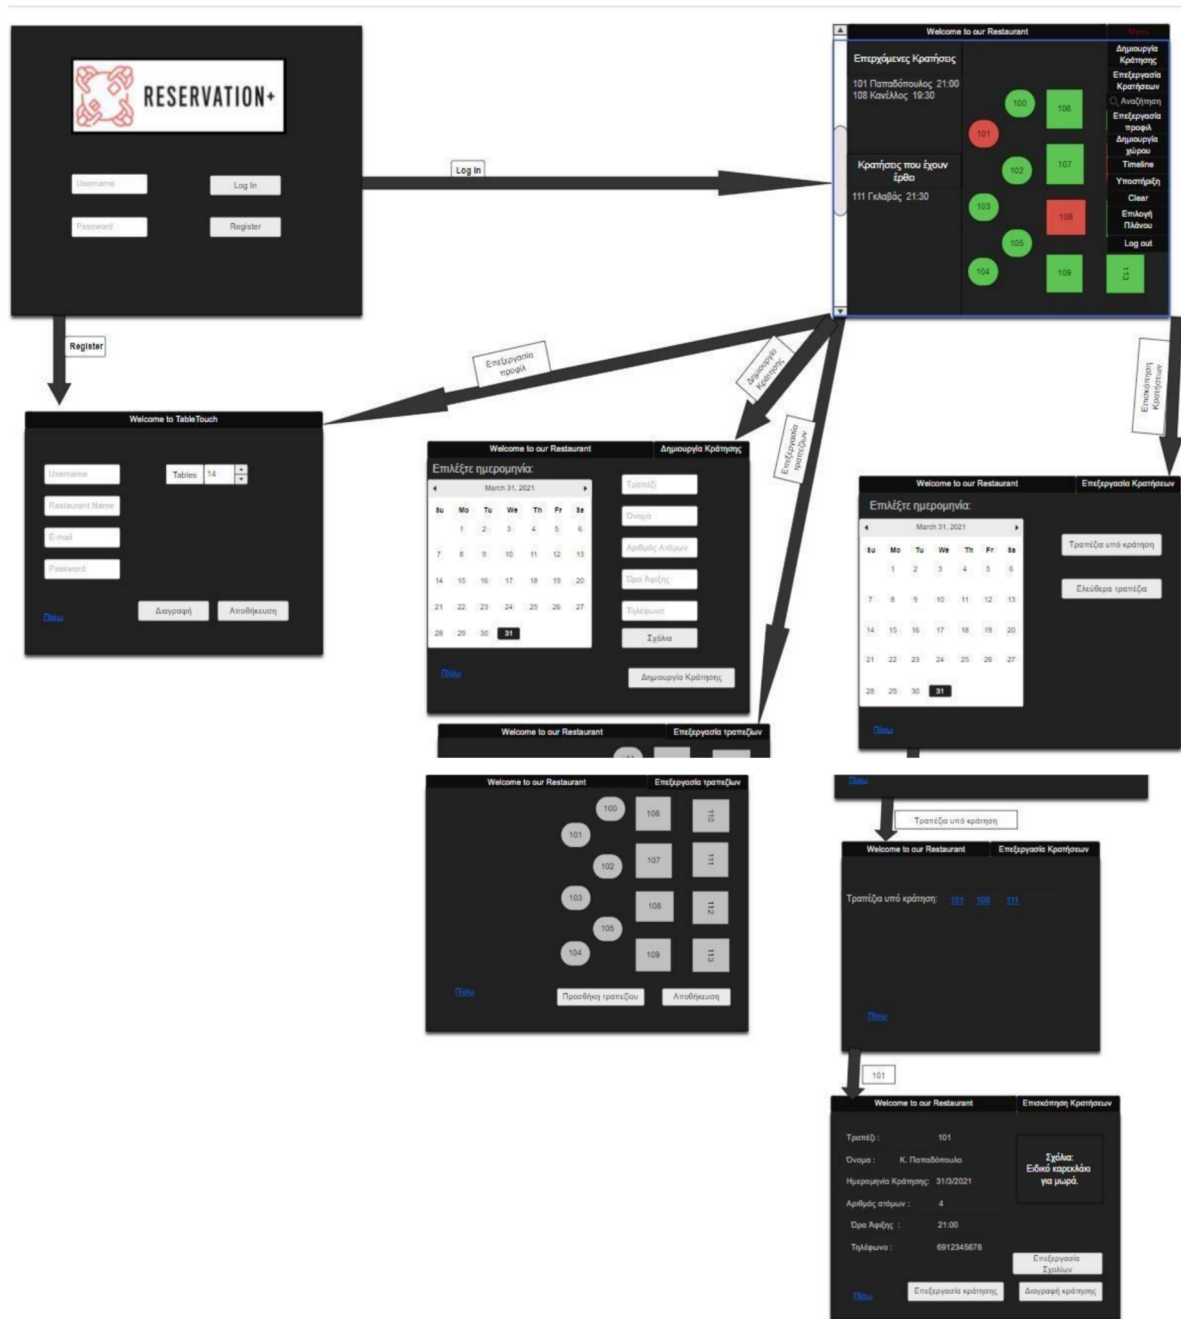 RESERVATION+
Username
Log In
Password
Register
Log In
Welcome to our Restaurant
Menu
Επερχόμενες Κρατήσεις
101 Παπαδόπουλος 21:00
108 Κανέλλος 19:30
Κρατήσεις που έχουν
έρθει
111 Γκλαβάς 21:30
100
101
102
103
105
104
106
107
108
109
113
Δημιουργία
Κράτησης
Επεξεργασία
Κρατήσεων
Αναζήτηση
Επεξεργασία
προφιλ
Δημιουργία
χώρου
Timeline
Υποστήριξη
Clear
Επιλογή
Πλάνου
Log out
Register
Επεξεργασία
προφίλ
Δημιουργία
Κράτησης
Επεξεργασία
τραπεζίων
Επισκόπηση
Κρατήσεων
Welcome to TableTouch
Username
Tables 14
Restaurant Name
E-mail
Password
Πίσω
Διαγραφή
Αποθήκευση
Welcome to our Restaurant
Δημιουργία Κράτησης
Επιλέξτε ημερομηνία:
March 31, 2021
Su Mo Tu We Th Fr Sa
1 2 3 4 5 6
7 8 9 10 11 12 13
14 15 16 17 18 19 20
21 22 23 24 25 26 27
28 29 30 31
Τραπέζι
Όνομα
Αριθμός Ατόμων
Ώρα Άφιξης
Τηλέφωνο
Σχόλια
Πίσω
Δημιουργία Κράτησης
Welcome to our Restaurant
Επεξεργασία Κρατήσεων
Επιλέξτε ημερομηνία:
March 31, 2021
Su Mo Tu We Th Fr Sa
1 2 3 4 5 6
7 8 9 10 11 12 13
14 15 16 17 18 19 20
21 22 23 24 25 26 27
28 29 30 31
Τραπέζια υπό κράτηση
Ελεύθερα τραπέζια
Πίσω
Welcome to our Restaurant
Επεξεργασία τραπεζίων
Welcome to our Restaurant
Επεξεργασία τραπεζίων
100
101
102
103
105
104
106
107
108
109
110
111
112
113
Πίσω
Προσθήκη τραπεζίου
Αποθήκευση
Πίσω
Τραπέζια υπό κράτηση
Welcome to our Restaurant
Επεξεργασία Κρατήσεων
Τραπέζια υπό κράτηση: 101 108 111
Πίσω
101
Welcome to our Restaurant
Επισκόπηση Κρατήσεων
Τραπέζι : 101
Όνομα : Κ. Παπαδόπουλο
Ημερομηνία Κράτησης: 31/3/2021
Αριθμός ατόμων : 4
Ώρα Άφιξης : 21:00
Τηλέφωνο : 6912345678
Σχόλια:
Ειδικό καρεκλάκι
για μωρά.
Επεξεργασία
Σχολίων
Πίσω
Επεξεργασία κράτησης
Διαγραφή κράτησης